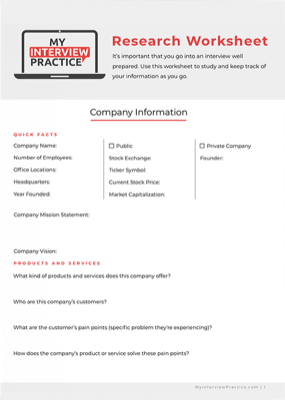 MY
INTERVIEW
PRACTICE
Research Worksheet
It's important that you go into an interview well
prepared. Use this worksheet to study and keep track of
your information as you go.
Company Information
QUICK FACTS
Company Name:
Number of Employees:
Office Locations:
Headquarters:
Year Founded:
Public
Stock Exchange:
Ticker Symbol:
Current Stock Price:
Market Capitalization:
Private Company
Founder:
Company Mission Statement:
Company Vision:
PRODUCTS AND SERVICES
What kind of products and services does this company offer?
Who are this company's customers?
What are the customer's pain points (specific problem they're experiencing)?
How does the company's product or service solve these pain points?
MyInterviewPractice.com | 1